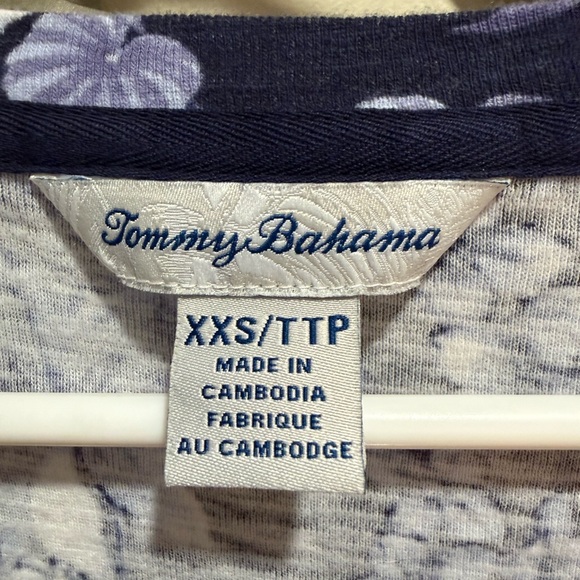 Tommy Bahama
XXS/TTP
MADE IN
CAMBODIA
FABRIQUE
AU CAMBODGE